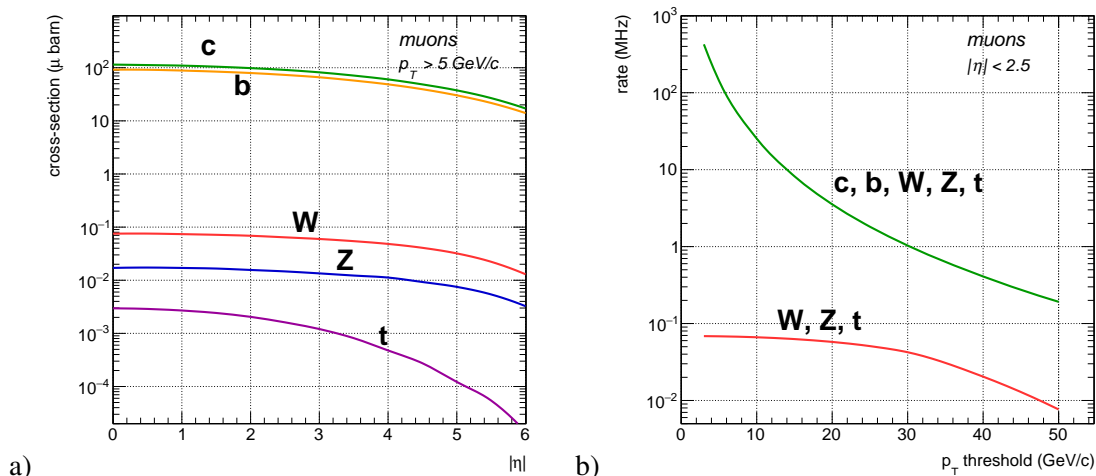 cross-section (μ barn)
10²
10
1
10⁻¹
10⁻²
10⁻³
10⁻⁴
c
b
W
Z
t
muons
p_T > 5 GeV/c
0 1 2 3 4 5 6
|η|
a)
rate (MHz)
10³
10²
10
1
10⁻¹
10⁻²
muons
|η| < 2.5
c, b, W, Z, t
W, Z, t
0 10 20 30 40 50
p_T threshold (GeV/c)
b)